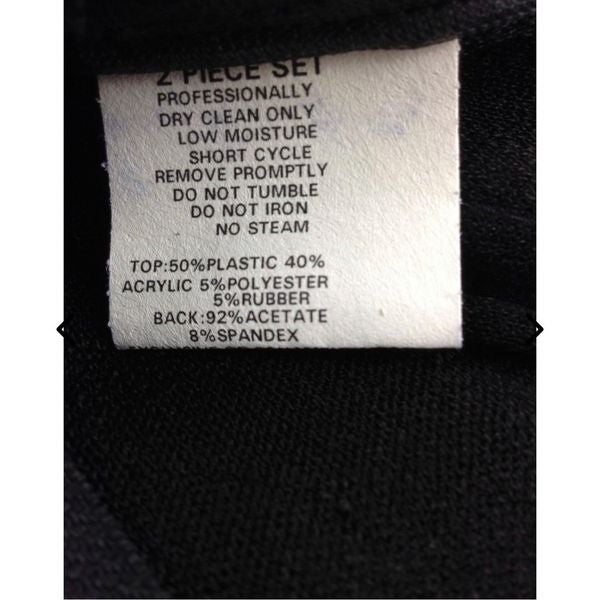 2 PIECE SET
PROFESSIONALLY
DRY CLEAN ONLY
LOW MOISTURE
SHORT CYCLE
REMOVE PROMPTLY
DO NOT TUMBLE
DO NOT IRON
NO STEAM
TOP:50%PLASTIC 40%
ACRYLIC 5%POLYESTER
5%RUBBER
BACK:92%ACETATE
8%SPANDEX